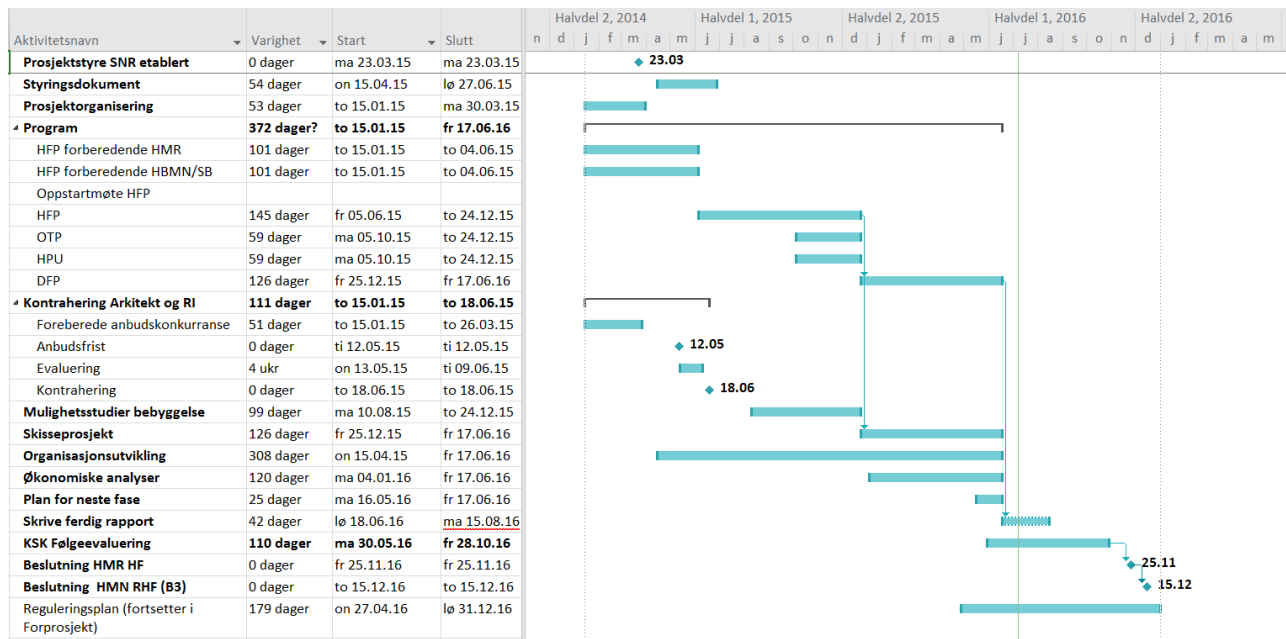 Halvdel 2, 2014 Halvdel 1, 2015 Halvdel 2, 2015 Halvdel 1, 2016 Halvdel 2, 2016
Aktivitetsnavn Varighet Start Slutt n d j f m a m j j a s o n d j f m a m j j a s o n d j f m a m
Prosjektstyre SNR etablert 0 dager ma 23.03.15 ma 23.03.15 23.03
Styringsdokument 54 dager on 15.04.15 lø 27.06.15
Prosjektorganisering 53 dager to 15.01.15 ma 30.03.15
Program 372 dager? to 15.01.15 fr 17.06.16
HFP forberedende HMR 101 dager to 15.01.15 to 04.06.15
HFP forberedende HBMN/SB 101 dager to 15.01.15 to 04.06.15
Oppstartmøte HFP
HFP 145 dager fr 05.06.15 to 24.12.15
OTP 59 dager ma 05.10.15 to 24.12.15
HPU 59 dager ma 05.10.15 to 24.12.15
DFP 126 dager fr 25.12.15 fr 17.06.16
Kontrahering Arkitekt og RI 111 dager to 15.01.15 to 18.06.15
Foreberede anbudskonkurranse 51 dager to 15.01.15 to 26.03.15
Anbudsfrist 0 dager ti 12.05.15 ti 12.05.15 12.05
Evaluering 4 ukr on 13.05.15 ti 09.06.15
Kontrahering 0 dager to 18.06.15 to 18.06.15 18.06
Mulighetsstudier bebyggelse 99 dager ma 10.08.15 to 24.12.15
Skisseprosjekt 126 dager fr 25.12.15 fr 17.06.16
Organisasjonsutvikling 308 dager on 15.04.15 fr 17.06.16
Økonomiske analyser 120 dager ma 04.01.16 fr 17.06.16
Plan for neste fase 25 dager ma 16.05.16 fr 17.06.16
Skrive ferdig rapport 42 dager lø 18.06.16 ma 15.08.16
KSK Følgeevaluering 110 dager ma 30.05.16 fr 28.10.16
Beslutning HMR HF 0 dager fr 25.11.16 fr 25.11.16 25.11
Beslutning HMN RHF (B3) 0 dager to 15.12.16 to 15.12.16 15.12
Reguleringsplan (fortsetter i 179 dager on 27.04.16 lø 31.12.16
Forprosjekt)